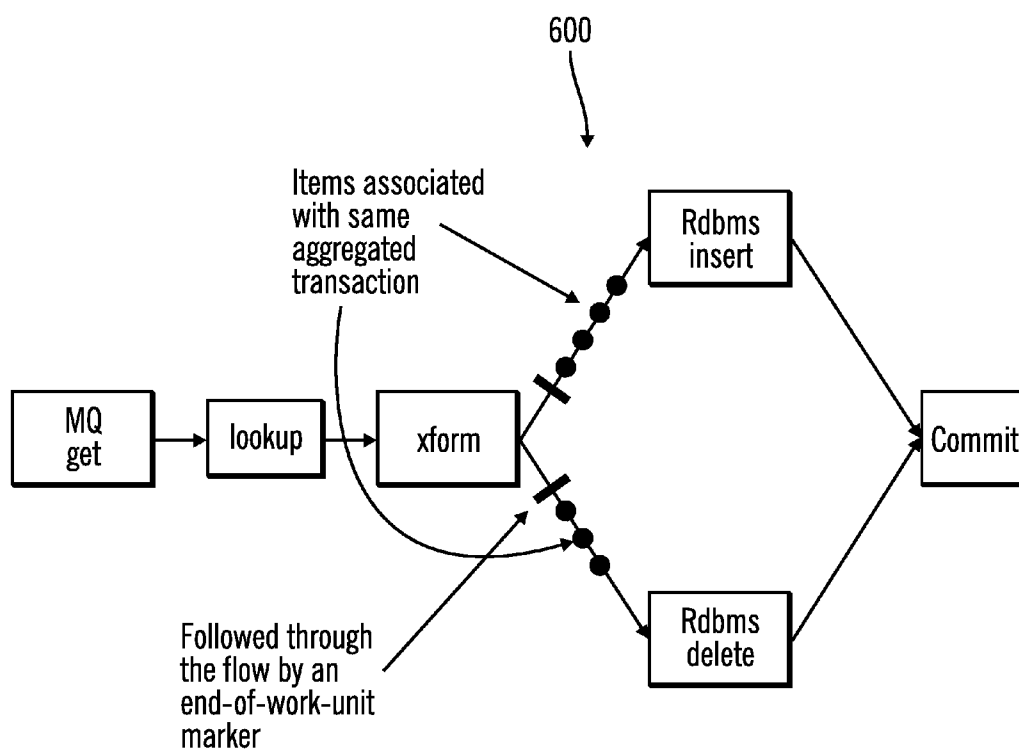 600
Items associated
with same
aggregated
transaction
Rdbms
insert
MQ
get
lookup
xform
Commit
Followed through
the flow by an
end-of-work-unit
marker
Rdbms
delete